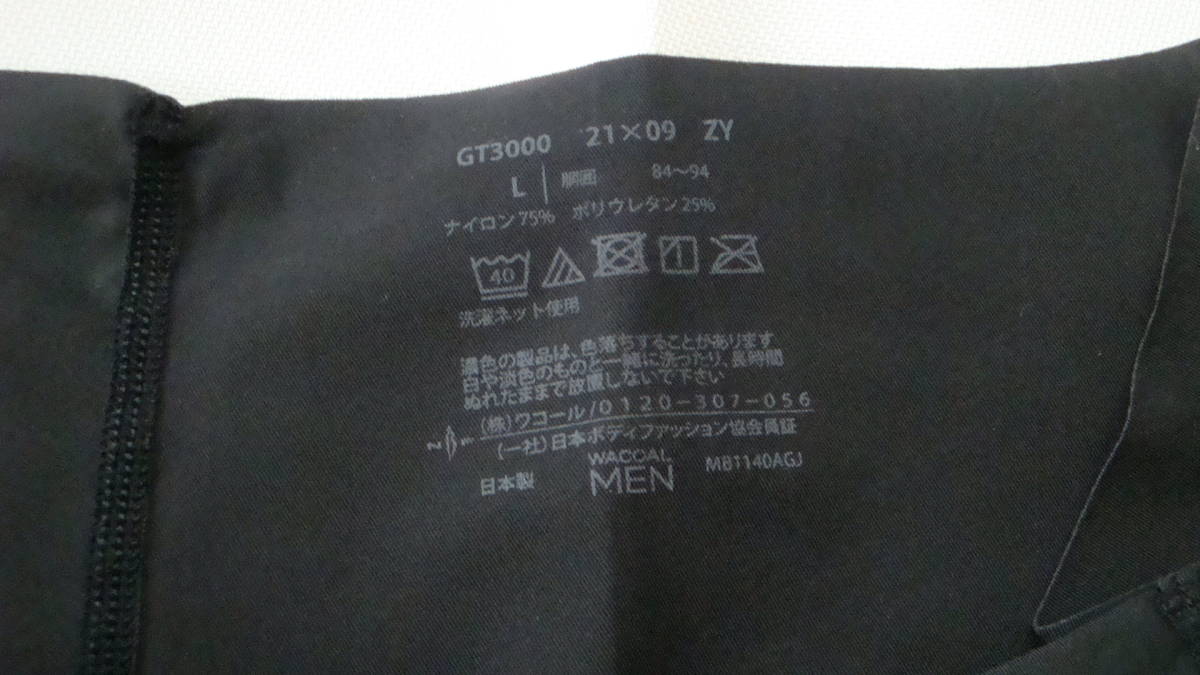 GT3000 21×09 ZY
L 胴囲 84〜94
ナイロン75% ポリウレタン25%
40
洗濯ネット使用
濃色の製品は、色落ちすることがあります
白や淡色のものと一緒に洗ったり、長時間
ぬれたままで放置しないで下さい
(株)ワコール/0120-307-056
NBF (一社)日本ボディファッション協会員証
日本製 WACOAL MEN MB1140AGJ